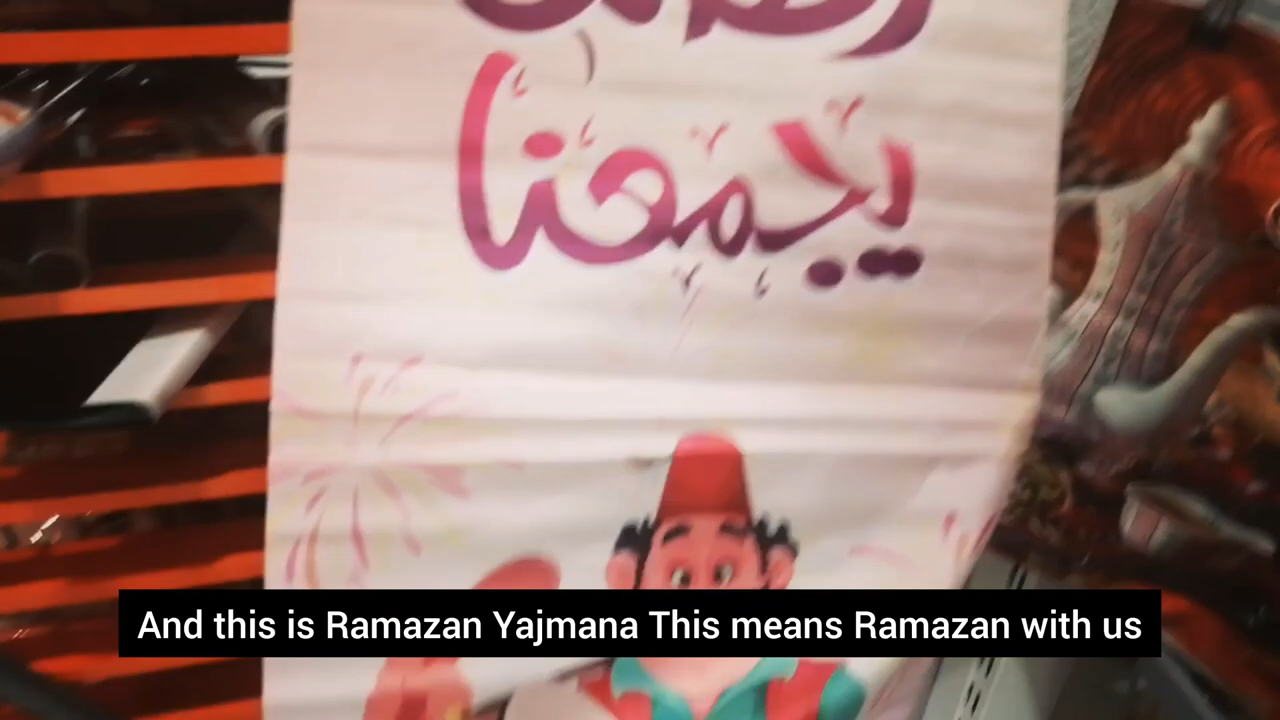 يجمعنا
And this is Ramazan Yajmana This means Ramazan with us